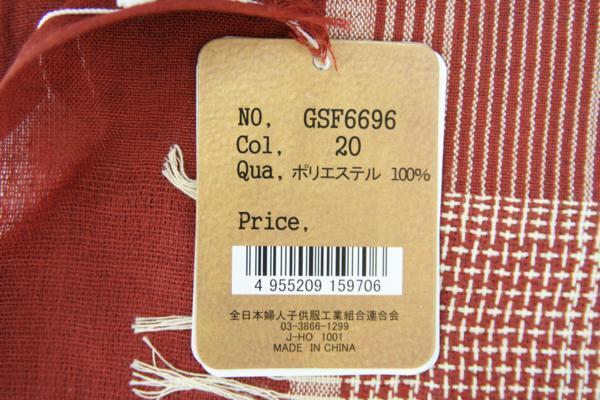 NO, GSF6696
Col, 20
Qua, ポリエステル 100%
Price,
4 955209 159706
全日本婦人子供服工業組合連合会
03-3866-1299
J-HO 1001
MADE IN CHINA